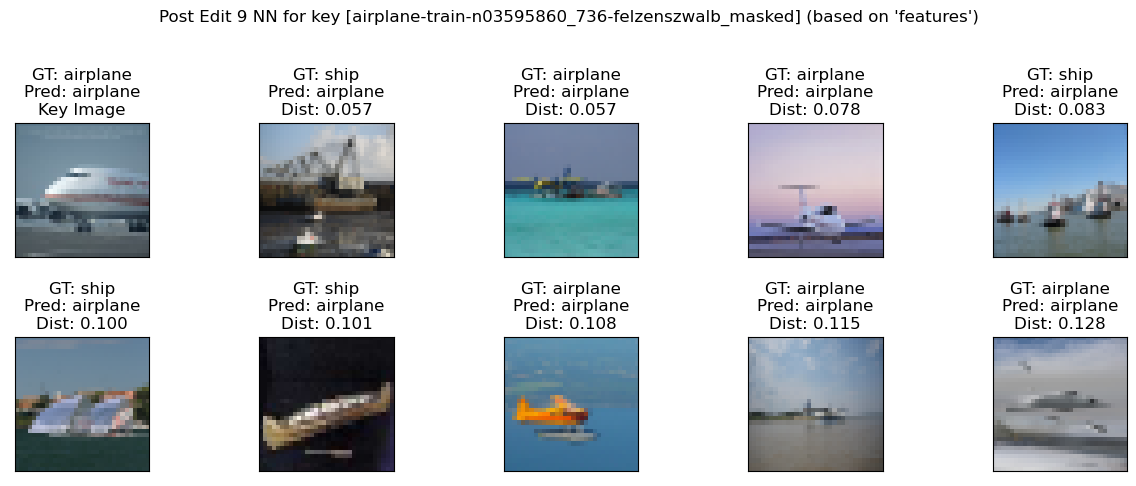 Post Edit 9 NN for key [airplane-train-n03595860_736-felzenszwalb_masked] (based on 'features')
GT: airplane
Pred: airplane
Key Image
GT: ship
Pred: airplane
Dist: 0.057
GT: airplane
Pred: airplane
Dist: 0.057
GT: airplane
Pred: airplane
Dist: 0.078
GT: ship
Pred: airplane
Dist: 0.083
GT: ship
Pred: airplane
Dist: 0.100
GT: ship
Pred: airplane
Dist: 0.101
GT: airplane
Pred: airplane
Dist: 0.108
GT: airplane
Pred: airplane
Dist: 0.115
GT: airplane
Pred: airplane
Dist: 0.128